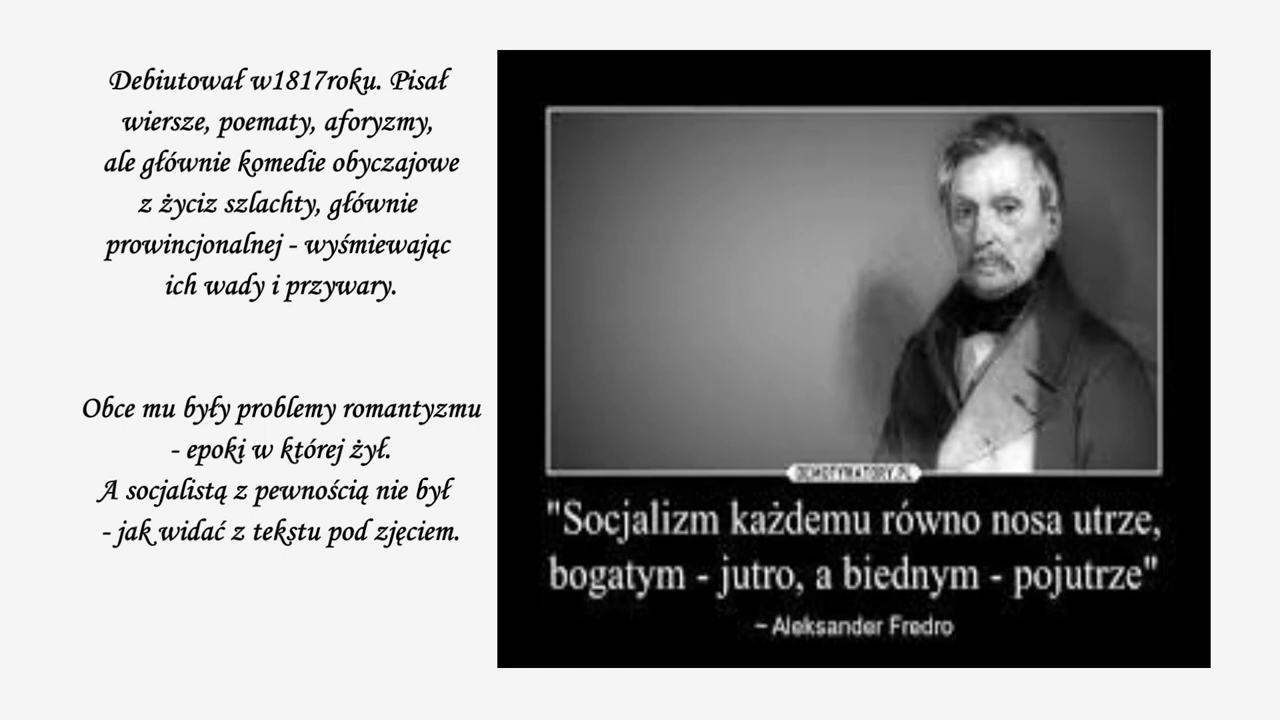 Debiutował w1817roku. Pisał
wiersze, poematy, aforyzmy,
ale głównie komedie obyczajowe
z życiz szlachty, głównie
prowincjonalnej - wyśmiewając
ich wady i przywary.
Obce mu były problemy romantyzmu
- epoki w której żył.
A socjalistą z pewnością nie był
- jak widać z tekstu pod zjęciem.
DEMOTYWATORY.PL
"Socjalizm każdemu równo nosa utrze,
bogatym - jutro, a biednym - pojutrze"
~ Aleksander Fredro